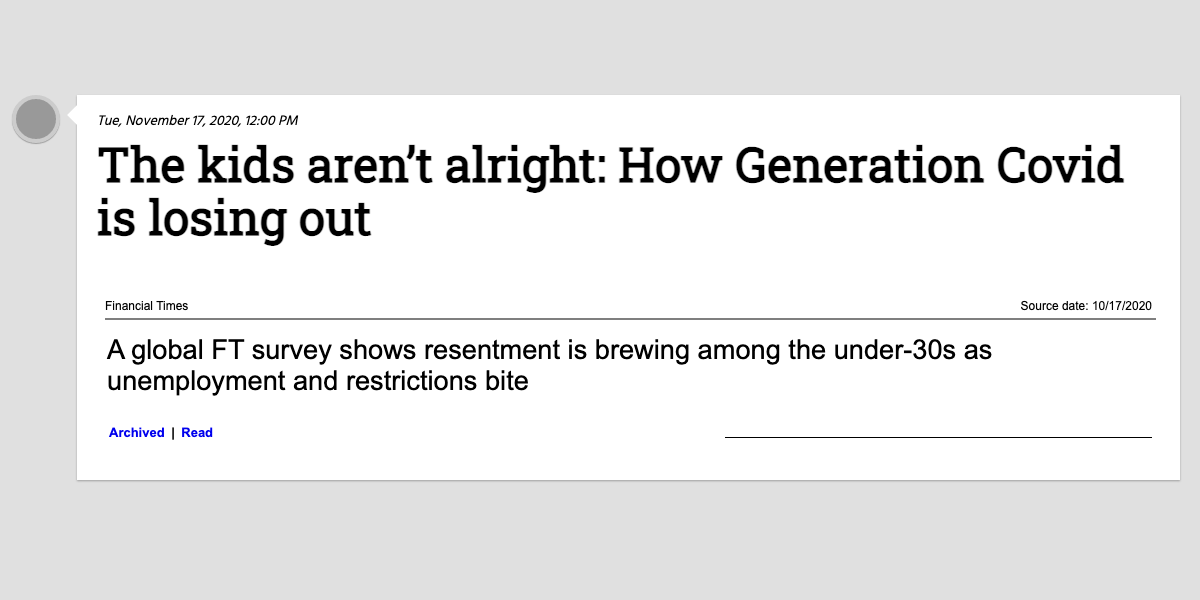 Tue, November 17, 2020, 12:00 PM
The kids aren’t alright: How Generation Covid
is losing out
Financial Times
Source date: 10/17/2020
A global FT survey shows resentment is brewing among the under-30s as
unemployment and restrictions bite
Archived | Read